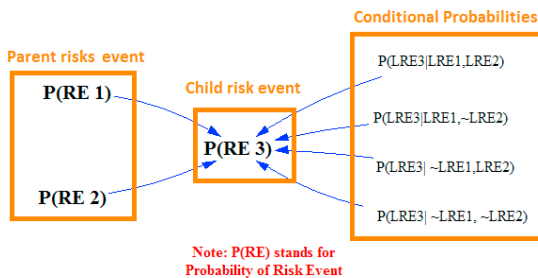 Conditional Probabilities
Parent risks event
Child risk event
P(RE 1)
P(RE 2)
P(RE 3)
P(LRE3|LRE1,LRE2)
P(LRE3|LRE1,~LRE2)
P(LRE3| ~LRE1,LRE2)
P(LRE3| ~LRE1, ~LRE2)
Note: P(RE) stands for
Probability of Risk Event